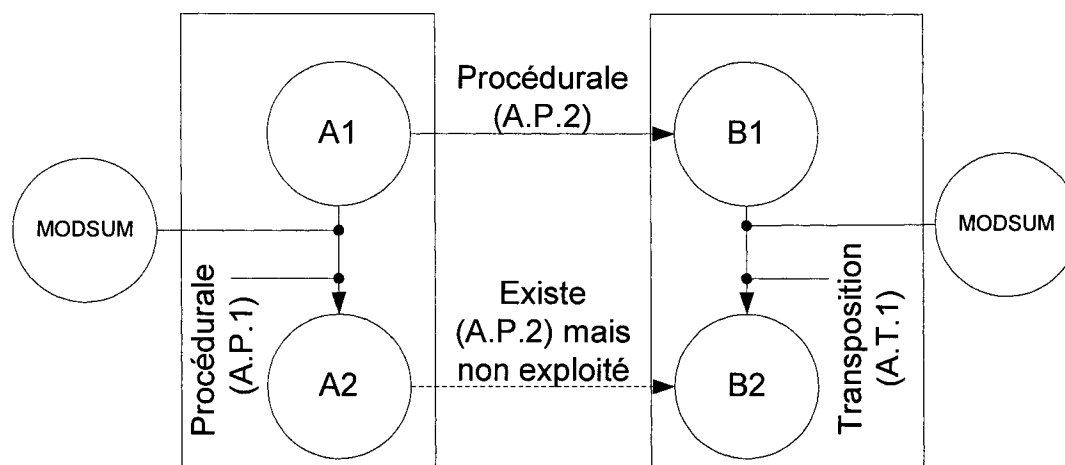 Procédurale
(A.P.2)
A1
B1
MODSUM
MODSUM
Procédurale
(A.P.1)
Existe
(A.P.2) mais
non exploité
Transposition
(A.T.1)
A2
B2